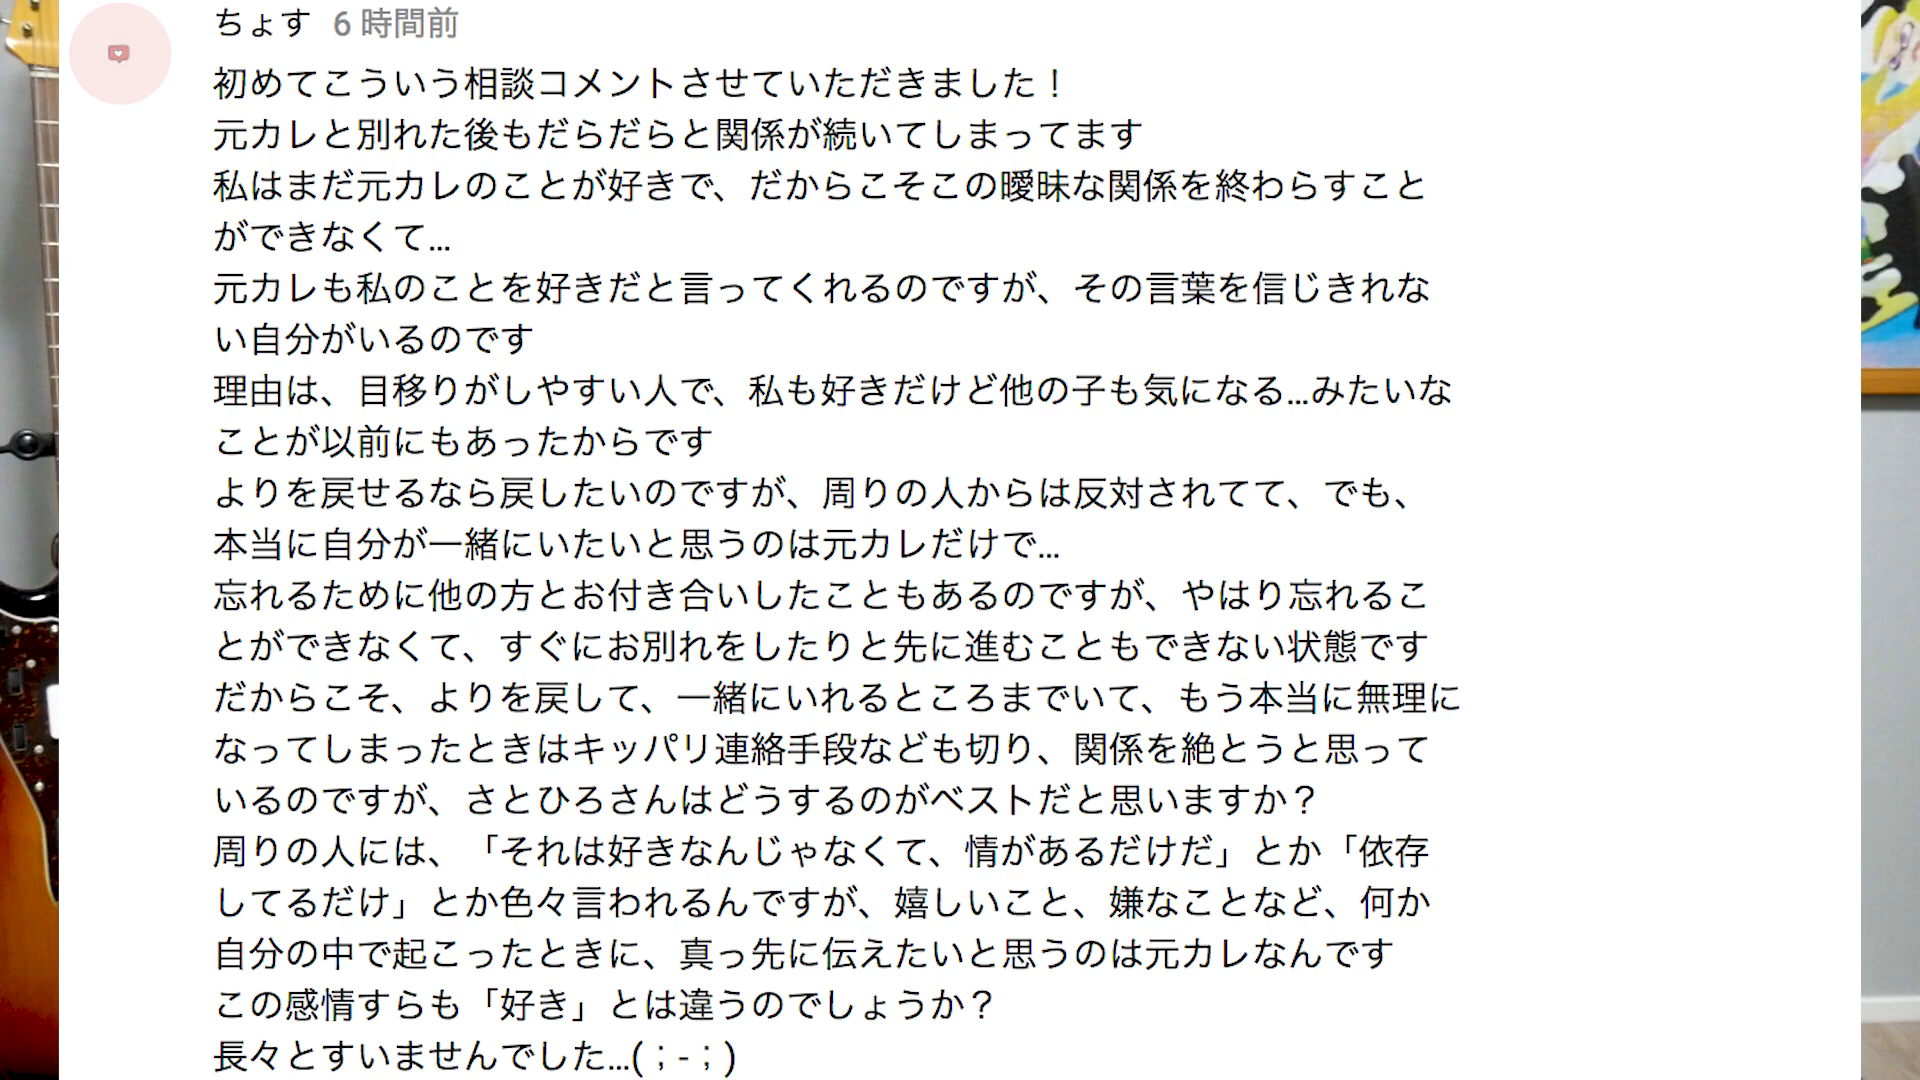 ちょす 6 時間前
初めてこういう相談コメントさせていただきました！
元カレと別れた後もだらだらと関係が続いてしまってます
私はまだ元カレのことが好きで、だからこそこの曖昧な関係を終わらすこと
ができなくて...
元カレも私のことを好きだと言ってくれるのですが、その言葉を信じきれな
い自分がいるのです
理由は、目移りがしやすい人で、私も好きだけど他の子も気になる...みたいな
ことが以前にもあったからです
よりを戻せるなら戻したいのですが、周りの人からは反対されてて、でも、
本当に自分が一緒にいたいと思うのは元カレだけで...
忘れるために他の方とお付き合いしたこともあるのですが、やはり忘れるこ
とができなくて、すぐにお別れをしたりと先に進むこともできない状態です
だからこそ、よりを戻して、一緒にいれるところまでいて、もう本当に無理に
なってしまったときはキッパリ連絡手段なども切り、関係を絶とうと思って
いるのですが、さとひろさんはどうするのがベストだと思いますか？
周りの人には、「それは好きなんじゃなくて、情があるだけだ」とか「依存
してるだけ」とか色々言われるんですが、嬉しいこと、嫌なことなど、何か
自分の中で起こったときに、真っ先に伝えたいと思うのは元カレなんです
この感情すらも「好き」とは違うのでしょうか？
長々とすいませんでした...( ; - ; )